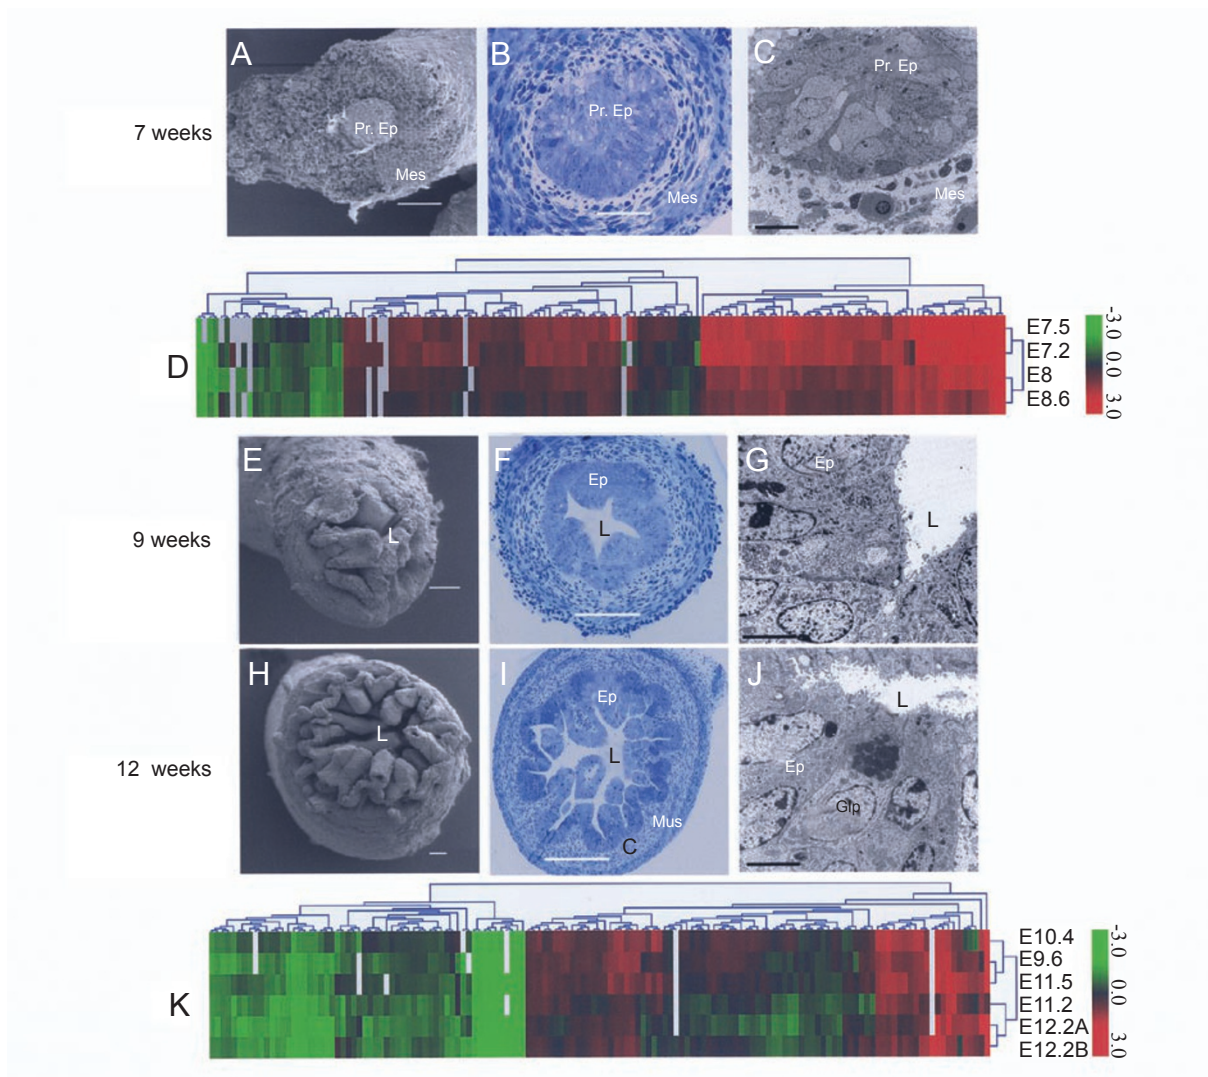 A
B
C
Pr. Ep
Pr. Ep
Pr. Ep
7 weeks
Mes
Mes
Mes
D
E7.5
E7.2
E8
E8.6
-3.0 0.0 3.0
E
F
G
Ep
Ep
L
L
L
9 weeks
H
I
J
Ep
L
L
L
12 weeks
Ep
Glp
Mus
C
K
E10.4
E9.6
E11.5
E11.2
E12.2A
E12.2B
-3.0 0.0 3.0